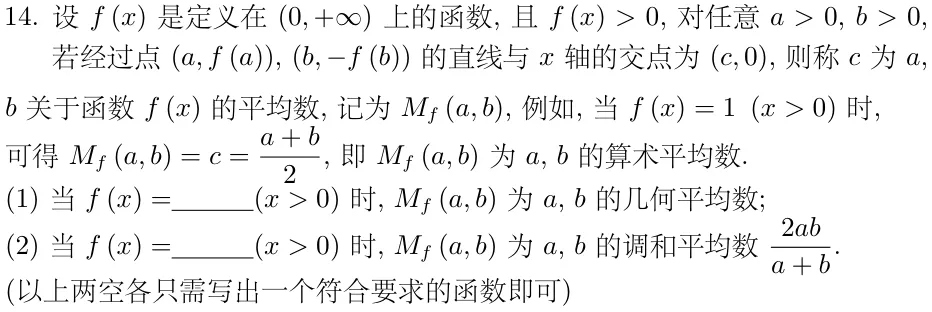 14. 设 f (x) 是定义在 (0, +∞) 上的函数, 且 f (x) > 0, 对任意 a > 0, b > 0,
若经过点 (a, f (a)), (b, −f (b)) 的直线与 x 轴的交点为 (c, 0), 则称 c 为 a,
b 关于函数 f (x) 的平均数, 记为 M_f (a, b), 例如, 当 f (x) = 1 (x > 0) 时,
可得 M_f (a, b) = c = \frac{a + b}{2}, 即 M_f (a, b) 为 a, b 的算术平均数.
(1) 当 f (x) =______(x > 0) 时, M_f (a, b) 为 a, b 的几何平均数;
(2) 当 f (x) =______(x > 0) 时, M_f (a, b) 为 a, b 的调和平均数 \frac{2ab}{a + b}.
(以上两空各只需写出一个符合要求的函数即可)